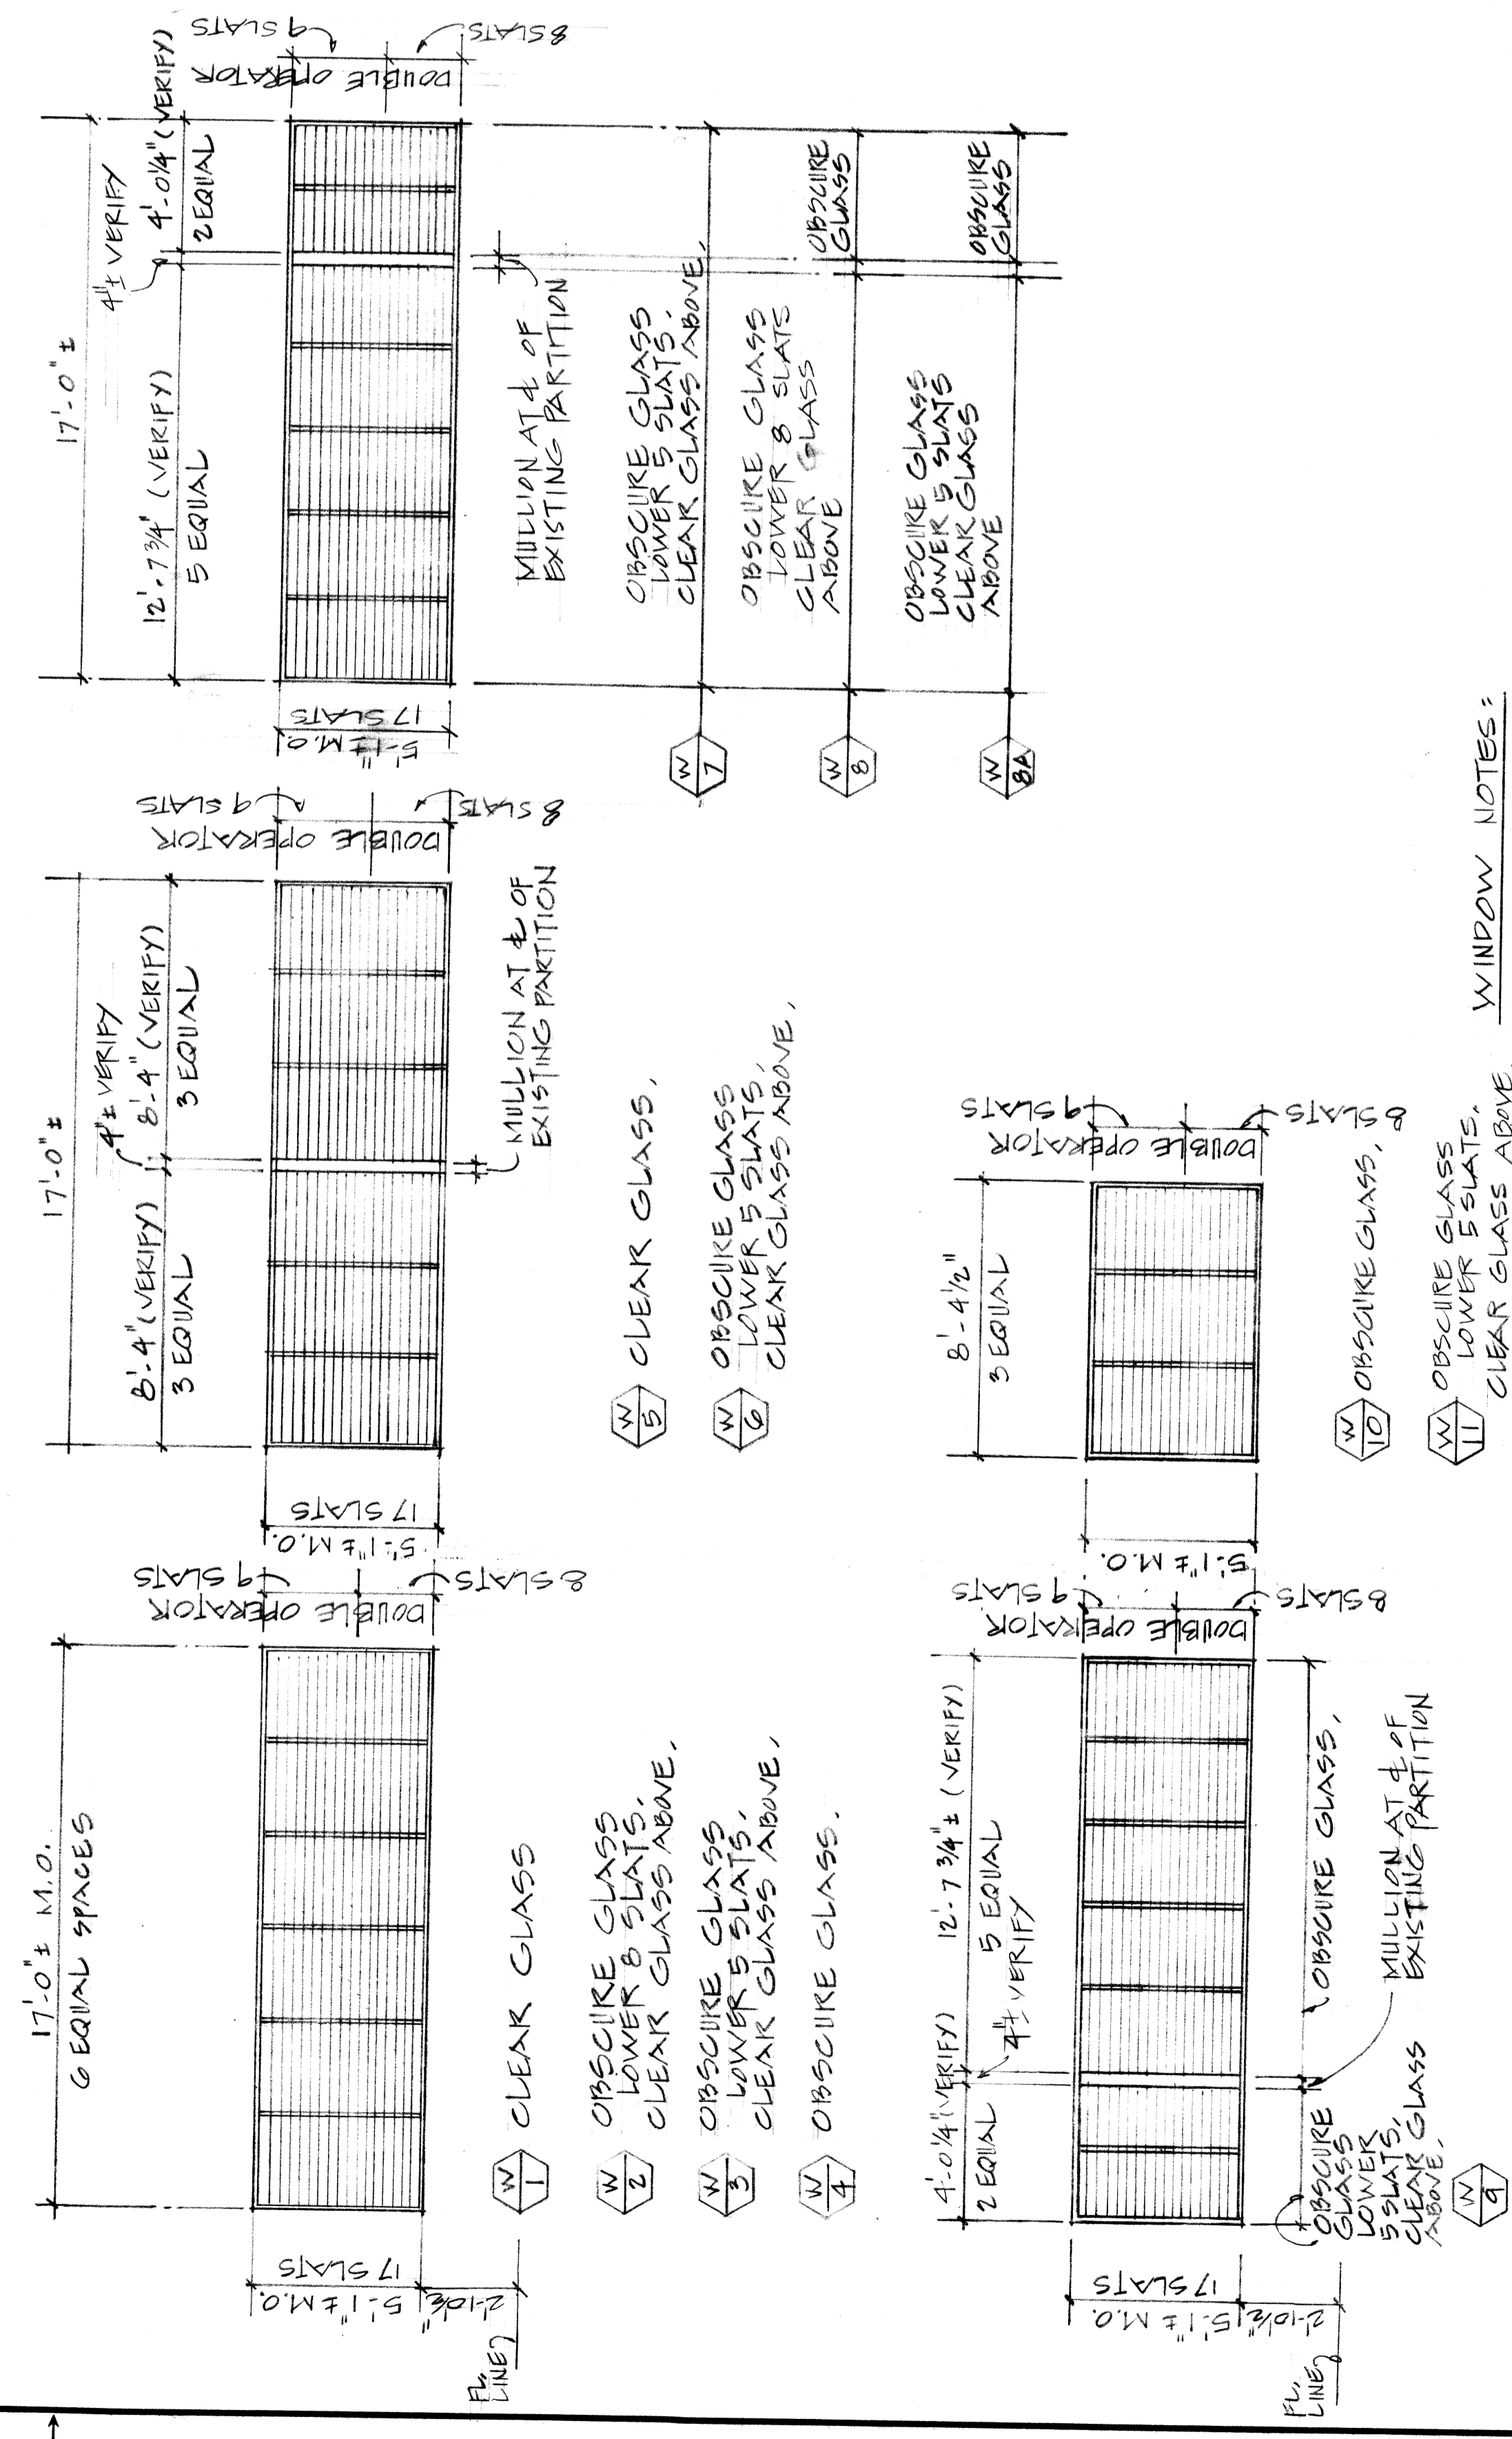 17'-0"± M.O.
6 EQUAL SPACES
17 SLATS
5'-1"± M.O.
2'-10½"
FL. LINE
DOUBLE OPERATOR
9 SLATS
8 SLATS
W 1 CLEAR GLASS
W 2 OBSCURE GLASS
LOWER 8 SLATS,
CLEAR GLASS ABOVE,
W 3 OBSCURE GLASS
LOWER 5 SLATS,
CLEAR GLASS ABOVE,
W 4 OBSCURE GLASS.
17'-0"±
4"± VERIFY
8'-4" (VERIFY)
3 EQUAL
8'-4" (VERIFY)
3 EQUAL
17 SLATS
5'-1"± M.O.
DOUBLE OPERATOR
9 SLATS
8 SLATS
MULLION AT ℄ OF
EXISTING PARTITION
W 5 CLEAR GLASS,
W 6 OBSCURE GLASS
LOWER 5 SLATS,
CLEAR GLASS ABOVE,
17'-0"±
4"± VERIFY
12'-7 3/4" (VERIFY)
5 EQUAL
4'-0 1/4" (VERIFY)
2 EQUAL
17 SLATS
5'-1"± M.O.
DOUBLE OPERATOR
9 SLATS
8 SLATS
MULLION AT ℄ OF
EXISTING PARTITION
OBSCURE GLASS
LOWER 5 SLATS,
CLEAR GLASS ABOVE,
W 7
OBSCURE GLASS
LOWER 8 SLATS
CLEAR GLASS
ABOVE
OBSCURE
GLASS
W 8
OBSCURE GLASS
LOWER 5 SLATS
CLEAR GLASS
ABOVE
OBSCURE
GLASS
W 8A
4'-0 1/4" (VERIFY)
2 EQUAL
12'-7 3/4"± (VERIFY)
5 EQUAL
4"± VERIFY
17 SLATS
5'-1"± M.O.
2'-10½"
FL. LINE
DOUBLE OPERATOR
9 SLATS
8 SLATS
OBSCURE
GLASS
LOWER
5 SLATS,
CLEAR GLASS
ABOVE,
OBSCURE GLASS,
MULLION AT ℄ OF
EXISTING PARTITION
W 9
8'-4½"
3 EQUAL
5'-1"± M.O.
DOUBLE OPERATOR
9 SLATS
8 SLATS
W 10 OBSCURE GLASS,
W 11 OBSCURE GLASS
LOWER 5 SLATS,
CLEAR GLASS ABOVE
WINDOW NOTES: